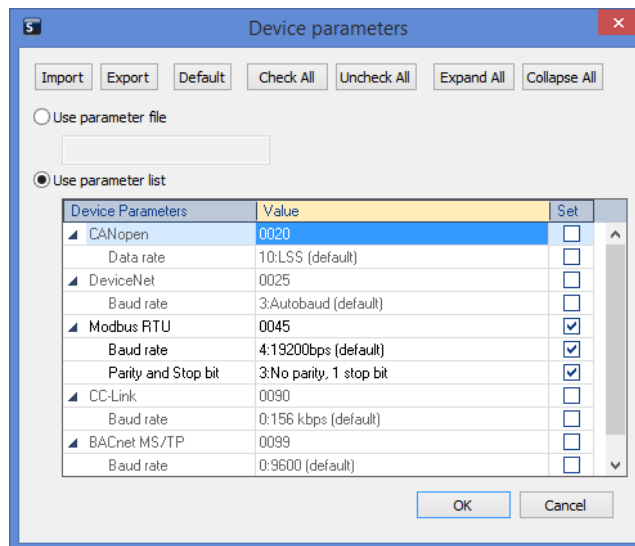 S
Device parameters
Import Export Default Check All Uncheck All Expand All Collapse All
Use parameter file
Use parameter list
Device Parameters Value Set
CANopen 0020
Data rate 10:LSS (default)
DeviceNet 0025
Baud rate 3:Autobaud (default)
Modbus RTU 0045
Baud rate 4:19200bps (default)
Parity and Stop bit 3:No parity, 1 stop bit
CC-Link 0090
Baud rate 0:156 kbps (default)
BACnet MS/TP 0099
Baud rate 0:9600 (default)
OK Cancel